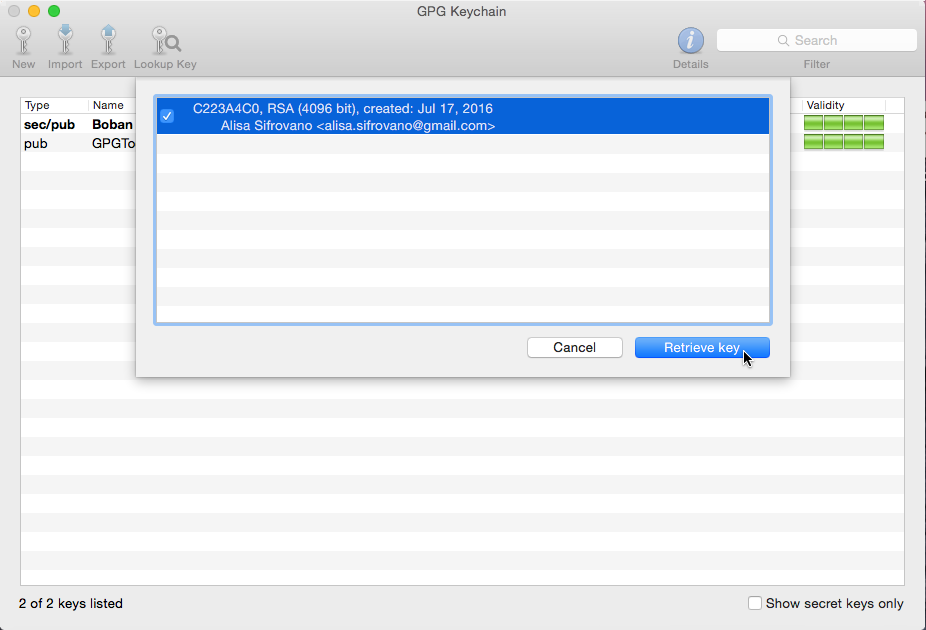 GPG Keychain
New Import Export Lookup Key
Details
Search
Filter
C223A4C0, RSA (4096 bit), created: Jul 17, 2016
Alisa Sifrovano <alisa.sifrovano@gmail.com>
Cancel Retrieve key
Type Name Validity
sec/pub Boban
pub GPGTo
2 of 2 keys listed
Show secret keys only